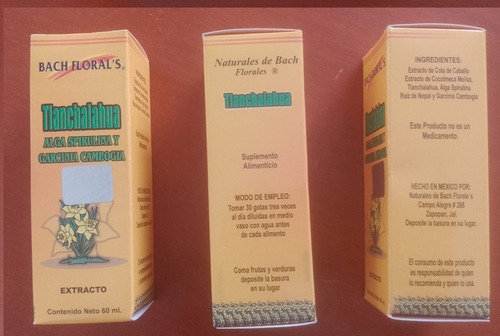 BACH FLORAL'S®
Tlanchalahua
ALGA SPIRULINA Y
GARCINIA CAMBOGIA
EXTRACTO
Contenido Neto 60 ml.
Naturales de Bach
Florales ®
Tlanchalahua
Suplemento
Alimenticio
MODO DE EMPLEO:
Tomar 30 gotas tres veces
al día diluidas en medio
vaso con agua antes
de cada alimento
Coma frutas y verduras
deposite la basura
en su lugar
INGREDIENTES:
Extracto de Cola de Caballo
Extracto de Cocolmeca Melisa,
Tlanchalahua, Alga Spirulina
Ruiz de Nopal y Garcinia Cambogia
Este Producto no es un
Medicamento.
HECHO EN MEXICO POR:
Naturales de Bach Florale s
Campo Alegre # 286
Zapopan, Jal.
Deposite la basura en su lugar.
El consumo de este producto
es responsabilidad de quien
lo recomienda y quien lo usa.